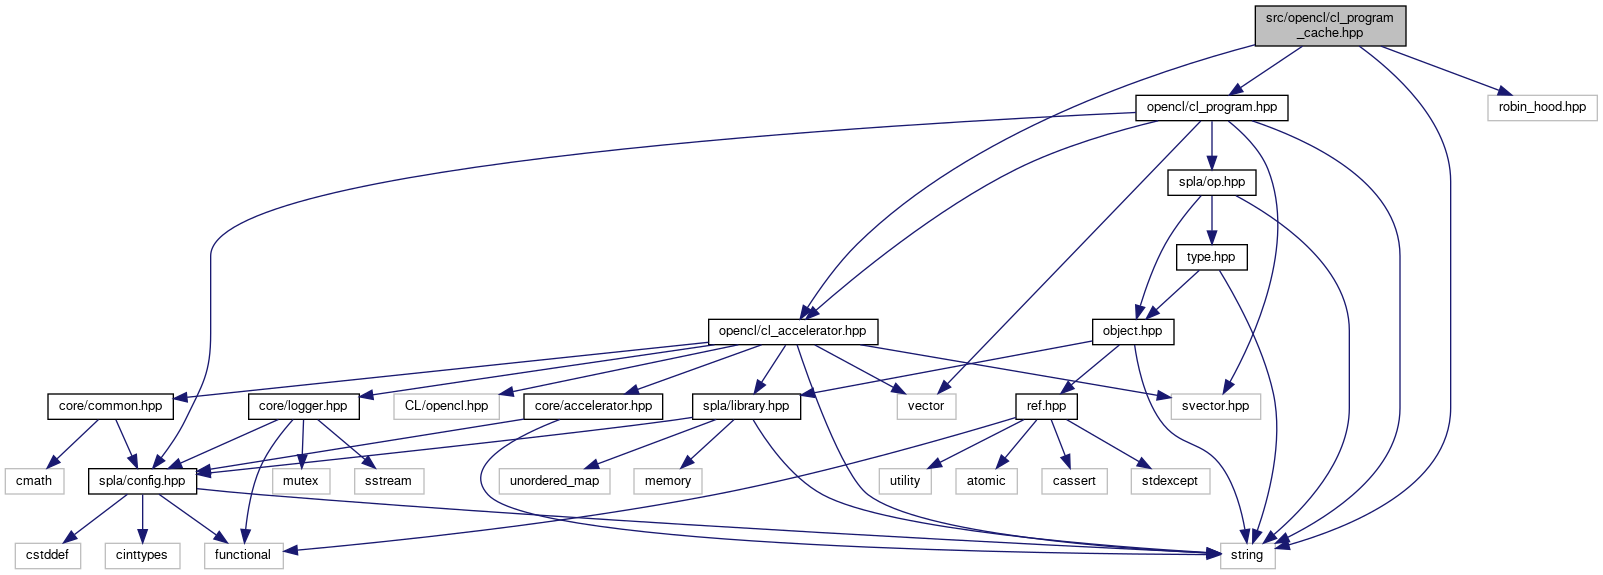 src/opencl/cl_program
_cache.hpp
opencl/cl_program.hpp
robin_hood.hpp
spla/op.hpp
type.hpp
opencl/cl_accelerator.hpp
object.hpp
core/common.hpp
core/logger.hpp
CL/opencl.hpp
core/accelerator.hpp
spla/library.hpp
vector
ref.hpp
svector.hpp
cmath
spla/config.hpp
mutex
sstream
unordered_map
memory
utility
atomic
cassert
stdexcept
cstddef
cinttypes
functional
string